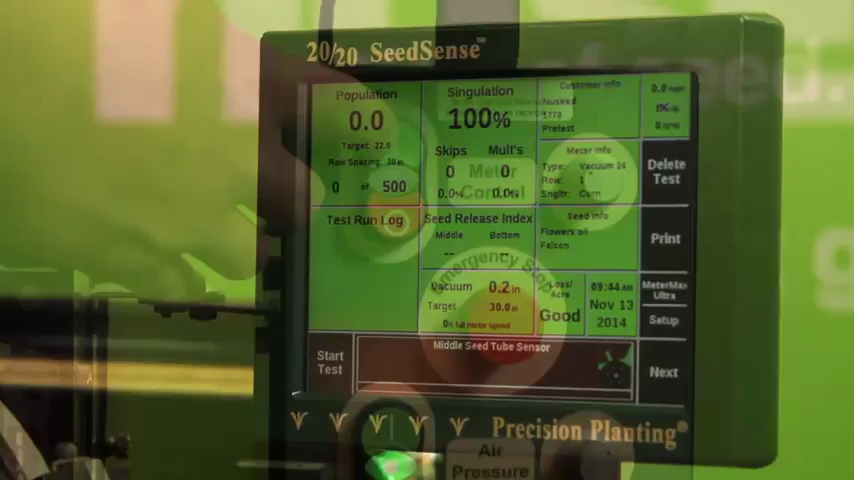 20/20 SeedSense™
Population
0.0
Target: 22.0
Row Spacing: 30 in
0 of 500
Singulation
100%
Skips Mult's
0 0
0.0% 0.0%
Customer Info
Nuseed
1778
Pretest
Meter Info
Type: Vacuum 24
Row: 1
Sngltr: Corn
Delete
Test
Test Run Log
Seed Release Index
Middle Bottom
-- --
Seed Info
Falcon
Print
Vacuum 0.2 in
Target 30.0 in
0% full motor speed
Loss/
Acre
Good
09:44 AM
Nov 13
2014
MeterMax
Ultra
Setup
Start
Test
Middle Seed Tube Sensor
Next
Precision Planting®
Meter
Control
Emergency Stop
Air
Pressure